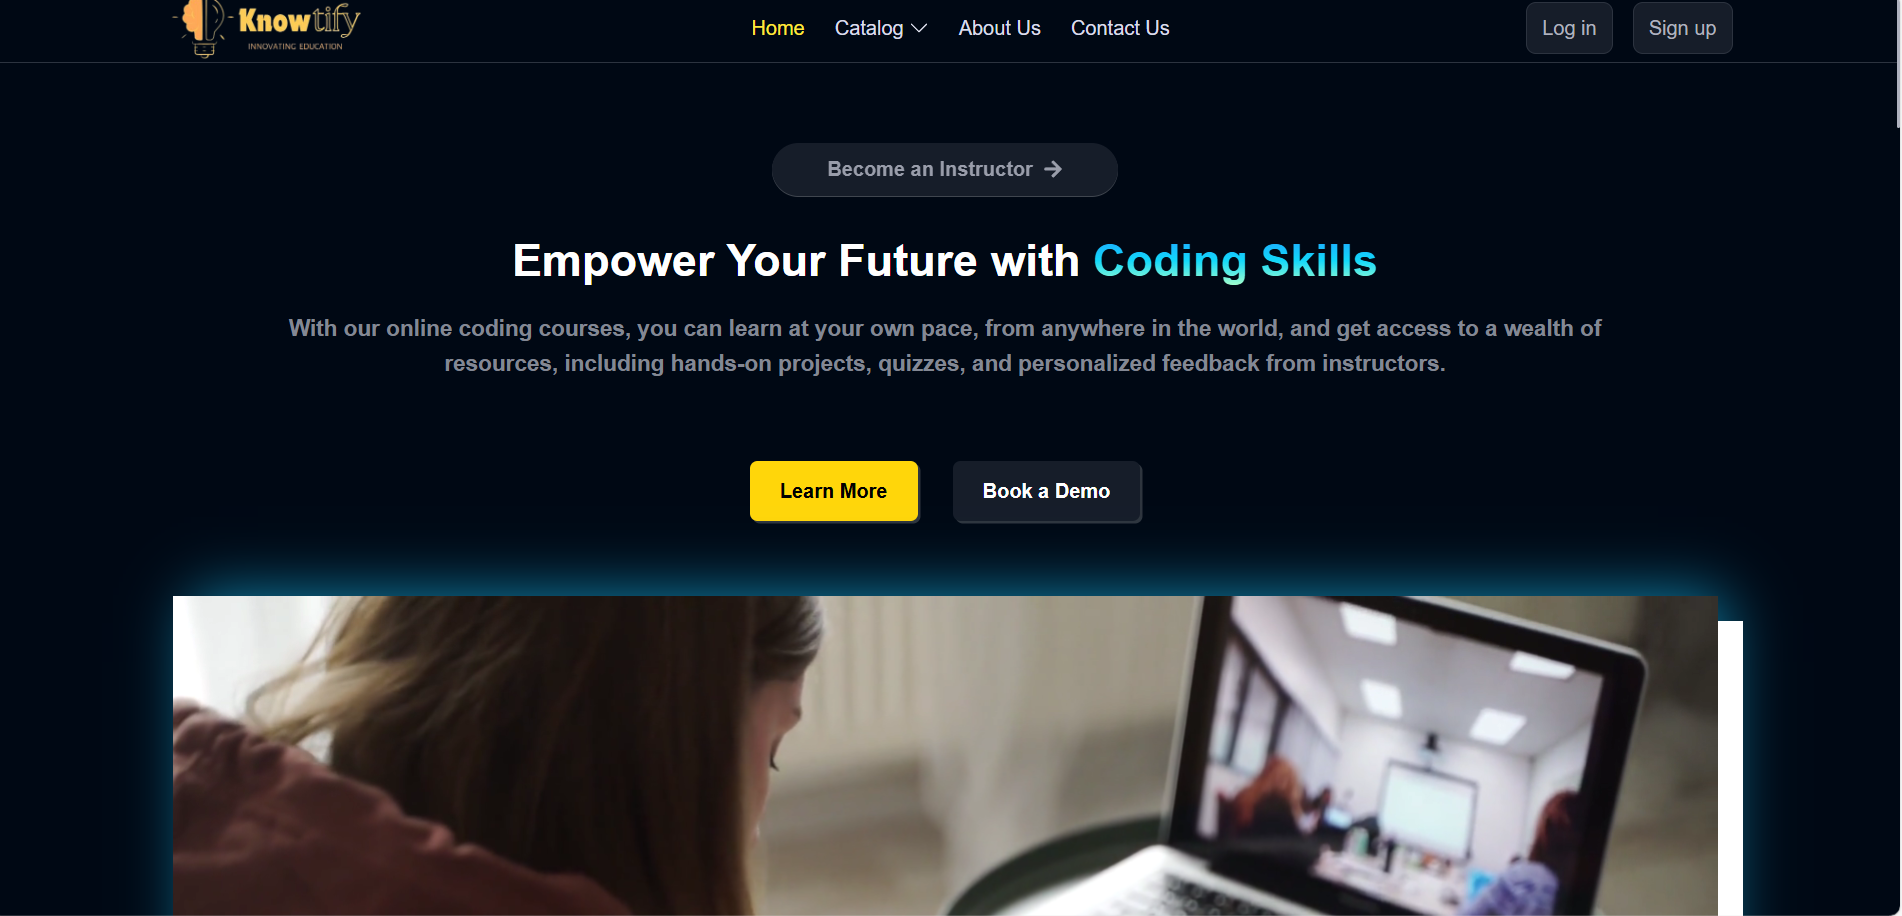 Knowtify
INNOVATING EDUCATION
Home
Catalog
About Us
Contact Us
Log in
Sign up
Become an Instructor →
Empower Your Future with Coding Skills
With our online coding courses, you can learn at your own pace, from anywhere in the world, and get access to a wealth of
resources, including hands-on projects, quizzes, and personalized feedback from instructors.
Learn More
Book a Demo